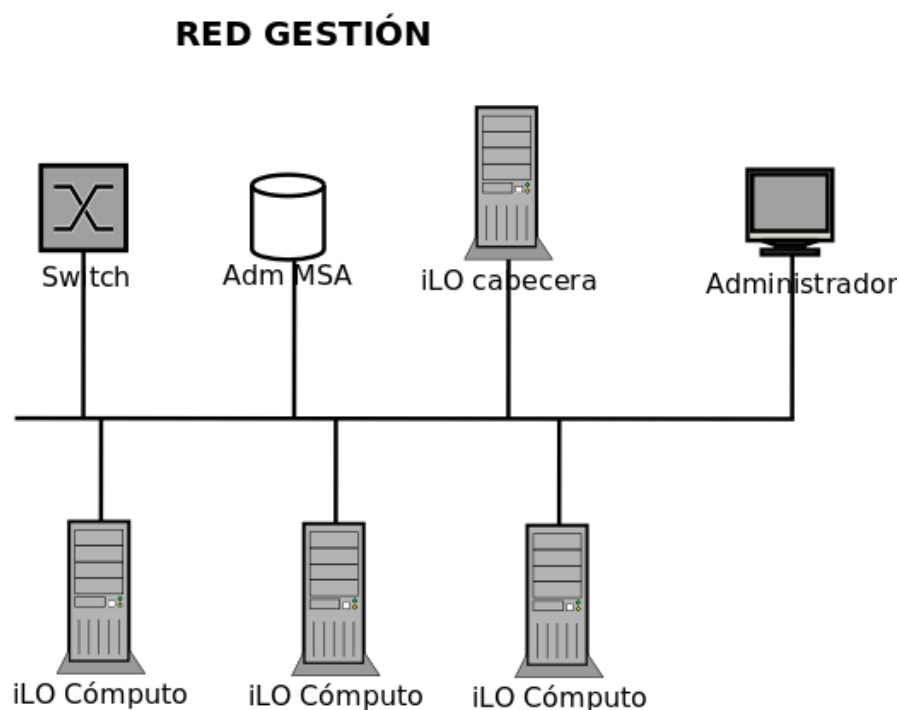 RED GESTIÓN
Switch
Adm MSA
iLO cabecera
Administrador
iLO Cómputo
iLO Cómputo
iLO Cómputo